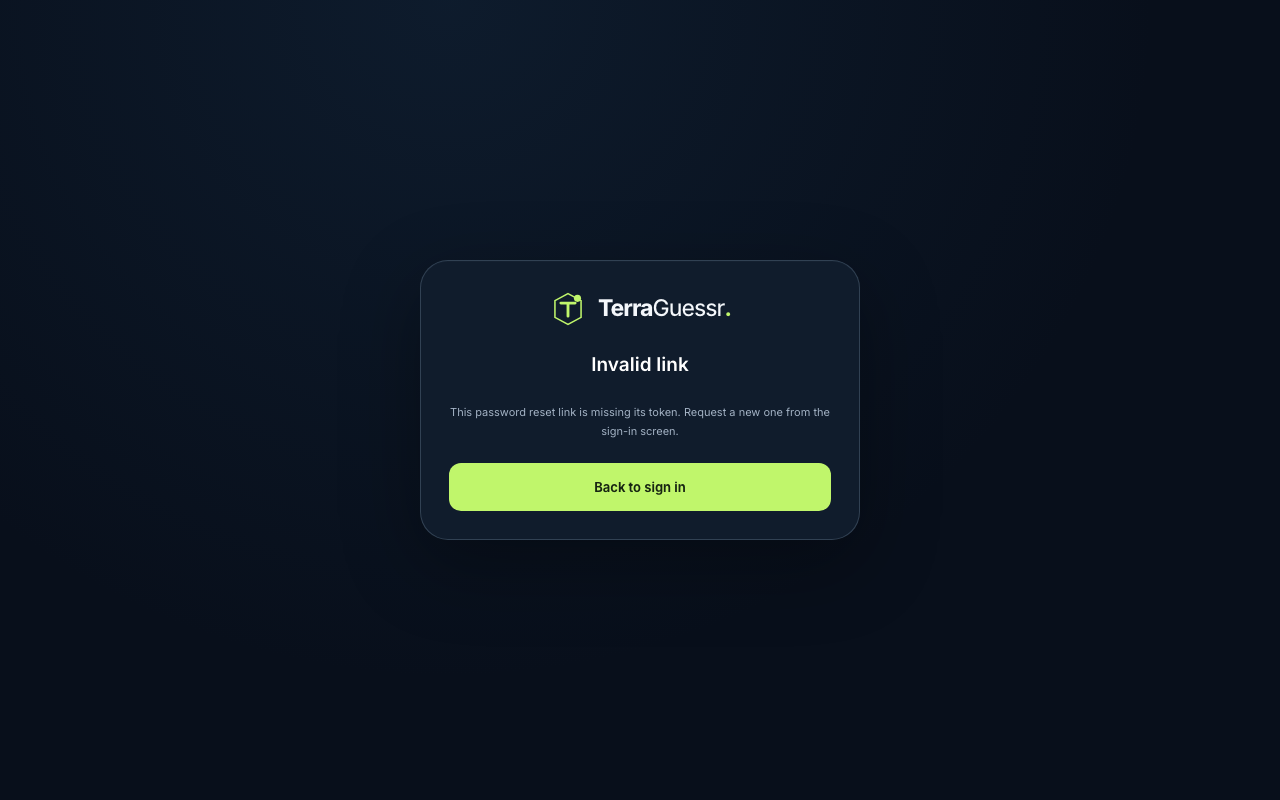 TerraGuessr.
Invalid link
This password reset link is missing its token. Request a new one from the
sign-in screen.
Back to sign in